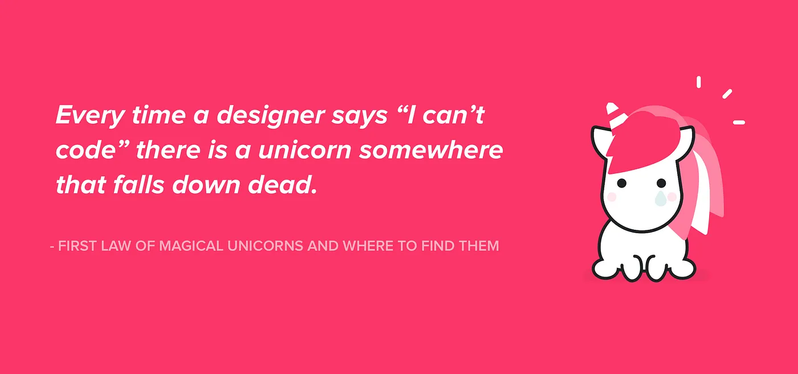 Every time a designer says “I can’t
code” there is a unicorn somewhere
that falls down dead.
- FIRST LAW OF MAGICAL UNICORNS AND WHERE TO FIND THEM